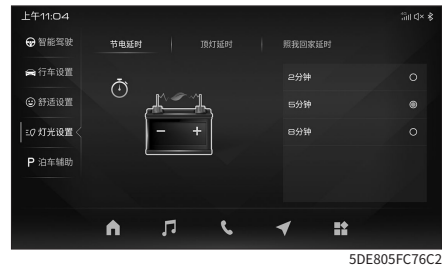 上午11:04
智能驾驶
节电延时
顶灯延时
照我回家延时
行车设置
2分钟
舒适设置
5分钟
灯光设置
8分钟
P 泊车辅助
5DE805FC76C2